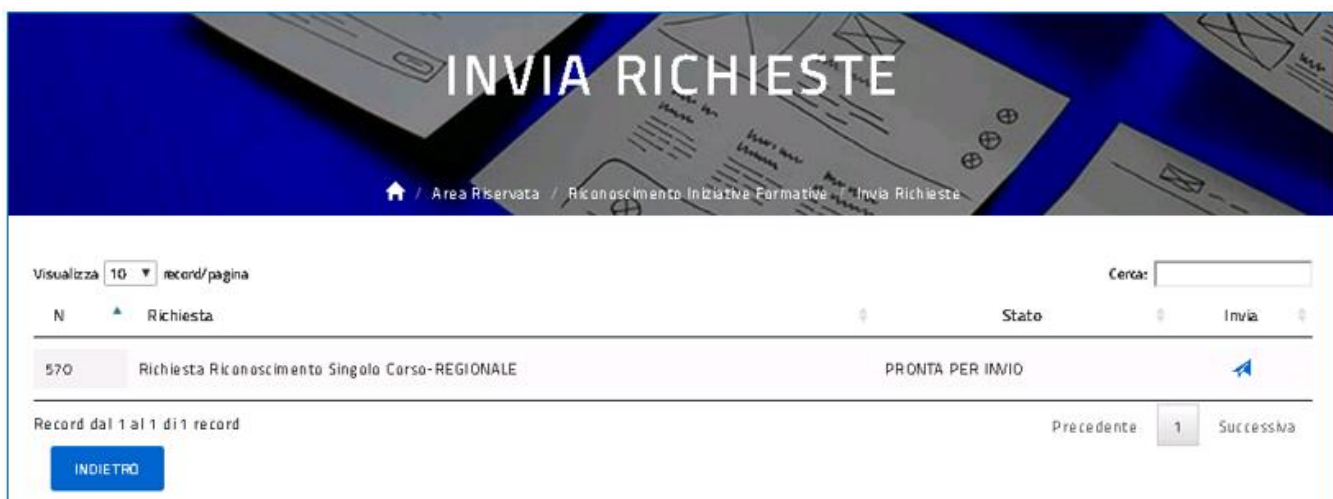 INVIA RICHIESTE
/ Area Riservata / Riconoscimento Iniziative Formative / Invia Richieste
Visualizza 10 record/pagina Cerca:
N Richiesta Stato Invia
570 Richiesta Riconoscimento Singolo Corso-REGIONALE PRONTA PER INVIO
Record dal 1 al 1 di 1 record Precedente 1 Successiva
INDIETRO